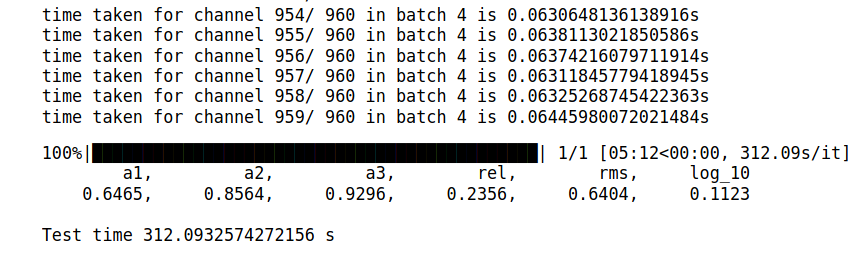 time taken for channel 954/ 960 in batch 4 is 0.0630648136138916s
time taken for channel 955/ 960 in batch 4 is 0.0638113021850586s
time taken for channel 956/ 960 in batch 4 is 0.06374216079711914s
time taken for channel 957/ 960 in batch 4 is 0.06311845779418945s
time taken for channel 958/ 960 in batch 4 is 0.06325268745422363s
time taken for channel 959/ 960 in batch 4 is 0.06445980072021484s
100%|██████████| 1/1 [05:12<00:00, 312.09s/it]
a1, a2, a3, rel, rms, log_10
0.6465, 0.8564, 0.9296, 0.2356, 0.6404, 0.1123
Test time 312.0932574272156 s